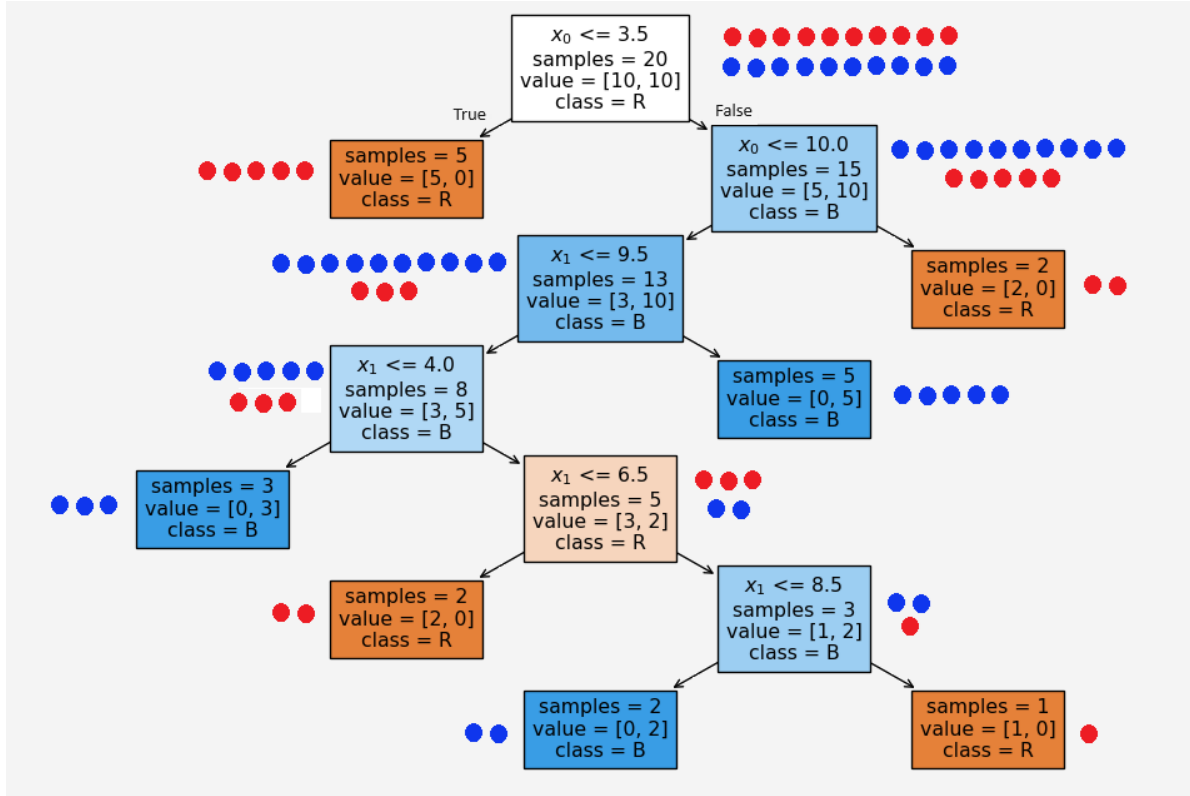 x₀ <= 3.5
samples = 20
value = [10, 10]
class = R
True
False
samples = 5
value = [5, 0]
class = R
x₀ <= 10.0
samples = 15
value = [5, 10]
class = B
x₁ <= 9.5
samples = 13
value = [3, 10]
class = B
samples = 2
value = [2, 0]
class = R
x₁ <= 4.0
samples = 8
value = [3, 5]
class = B
samples = 5
value = [0, 5]
class = B
samples = 3
value = [0, 3]
class = B
x₁ <= 6.5
samples = 5
value = [3, 2]
class = R
samples = 2
value = [2, 0]
class = R
x₁ <= 8.5
samples = 3
value = [1, 2]
class = B
samples = 2
value = [0, 2]
class = B
samples = 1
value = [1, 0]
class = R